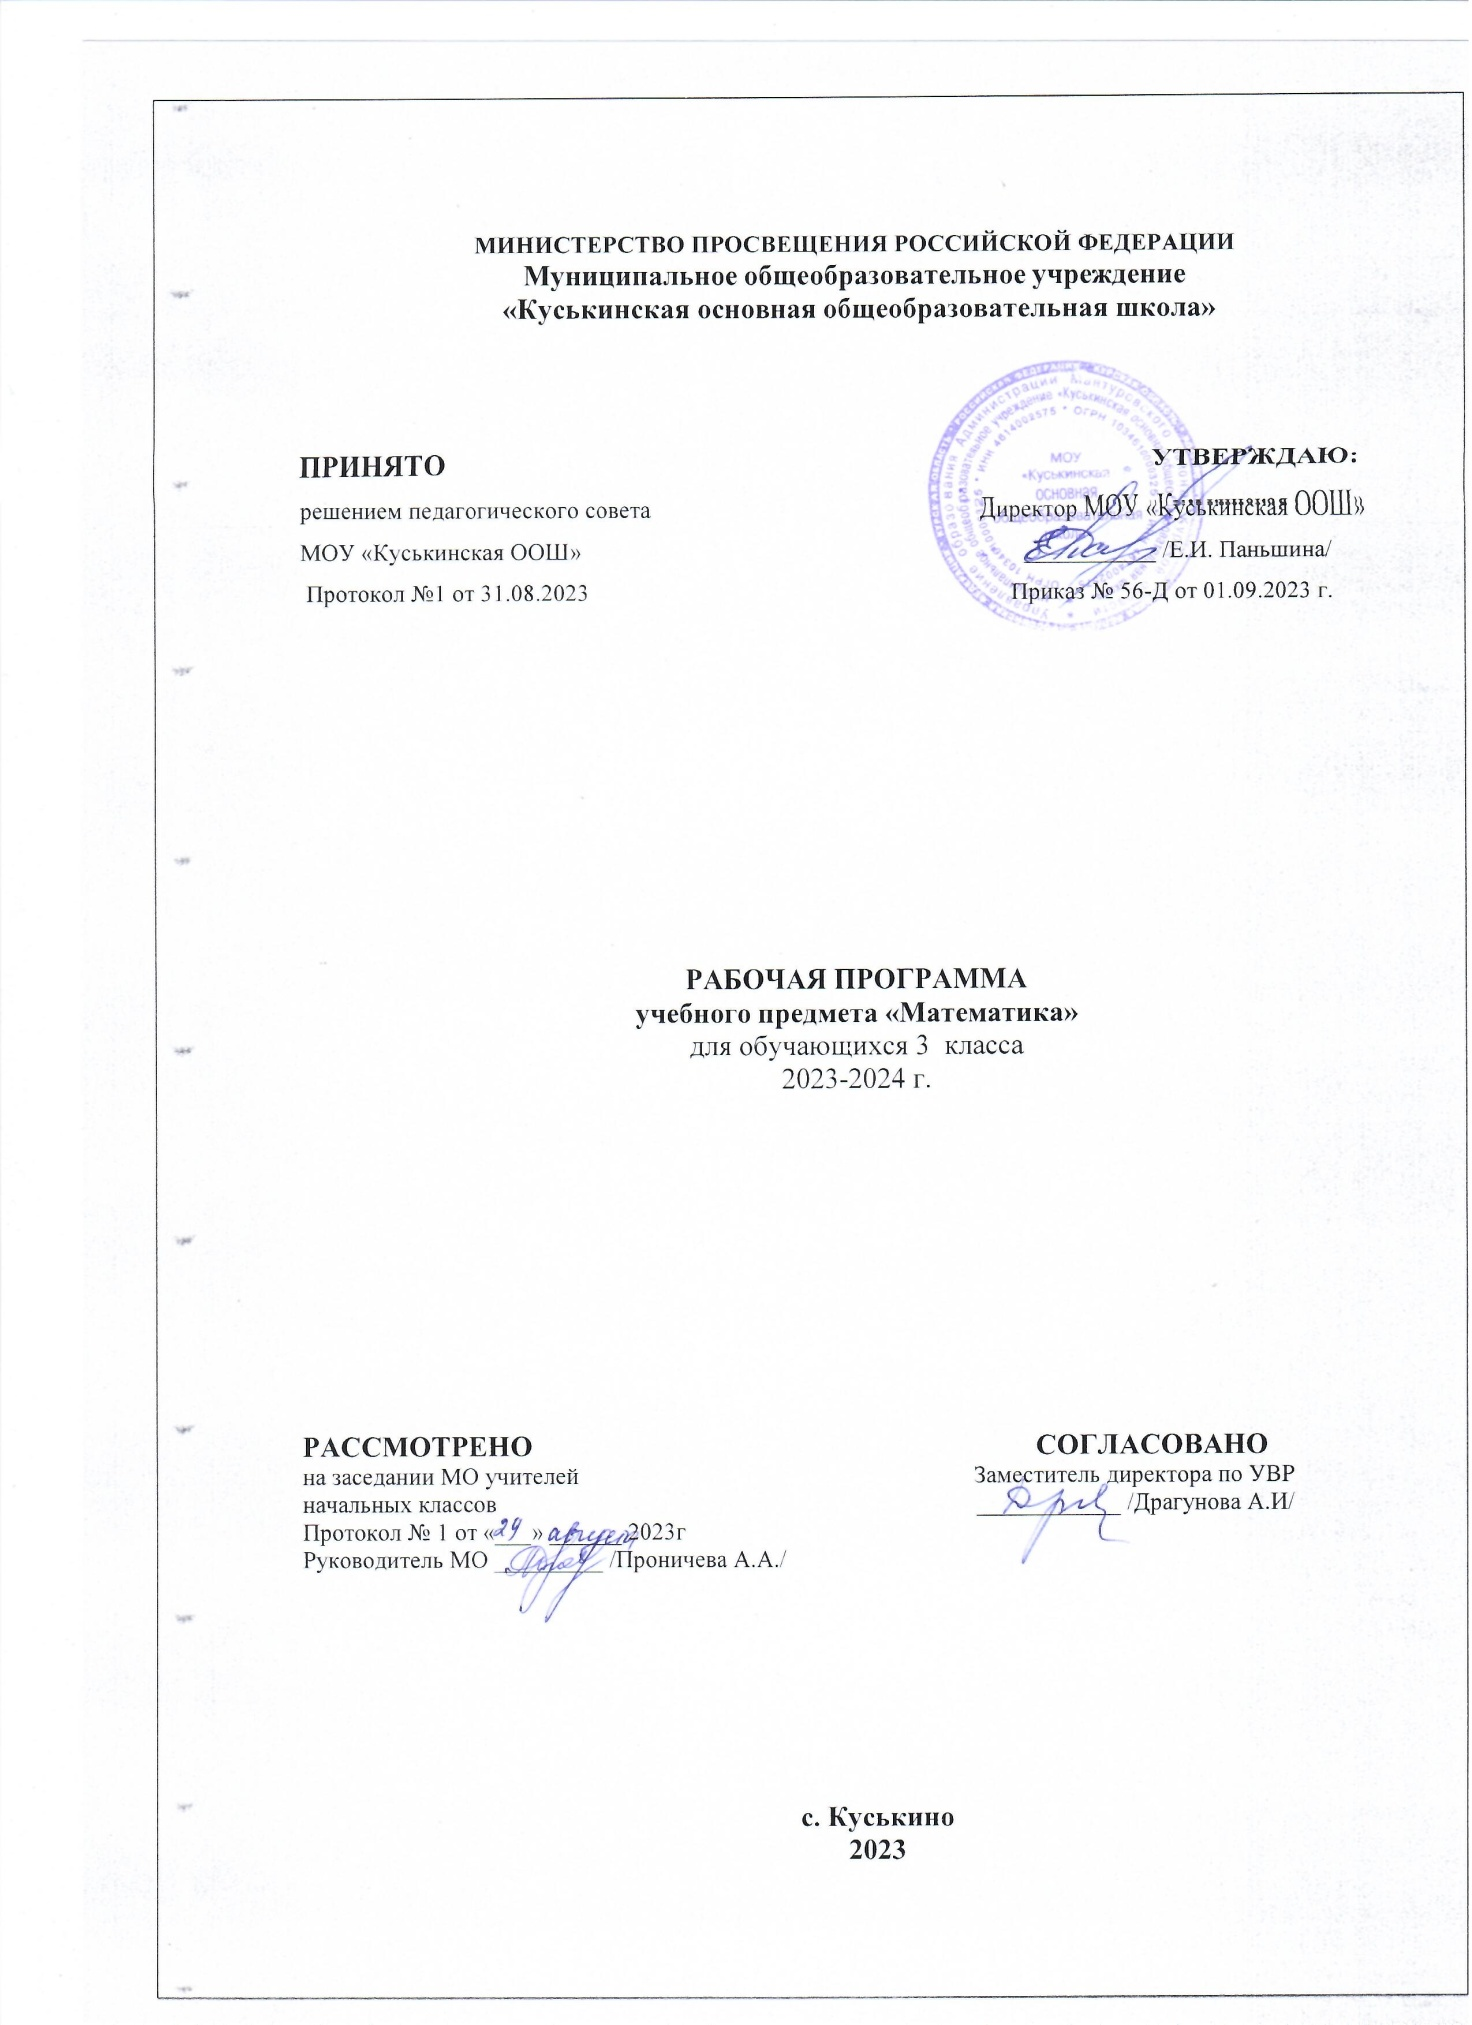 МИНИСТЕРСТВО ПРОСВЕЩЕНИЯ РОССИЙСКОЙ ФЕДЕРАЦИИ
Муниципальное общеобразовательное учреждение
«Куськинская основная общеобразовательная школа»
ПРИНЯТО
решением педагогического совета
МОУ «Куськинская ООШ»
Протокол №1 от 31.08.2023
УТВЕРЖДАЮ:
Директор МОУ «Куськинская ООШ»
/Е.И. Паньшина/
Приказ № 56-Д от 01.09.2023 г.
МОУ
«Куськинская
основная
РАБОЧАЯ ПРОГРАММА
учебного предмета «Математика»
для обучающихся 3 класса
2023-2024 г.
РАССМОТРЕНО
на заседании МО учителей
начальных классов
Протокол № 1 от «29» августа 2023г
Руководитель МО /Проничева А.А./
СОГЛАСОВАНО
Заместитель директора по УВР
/Драгунова А.И/
с. Куськино
2023